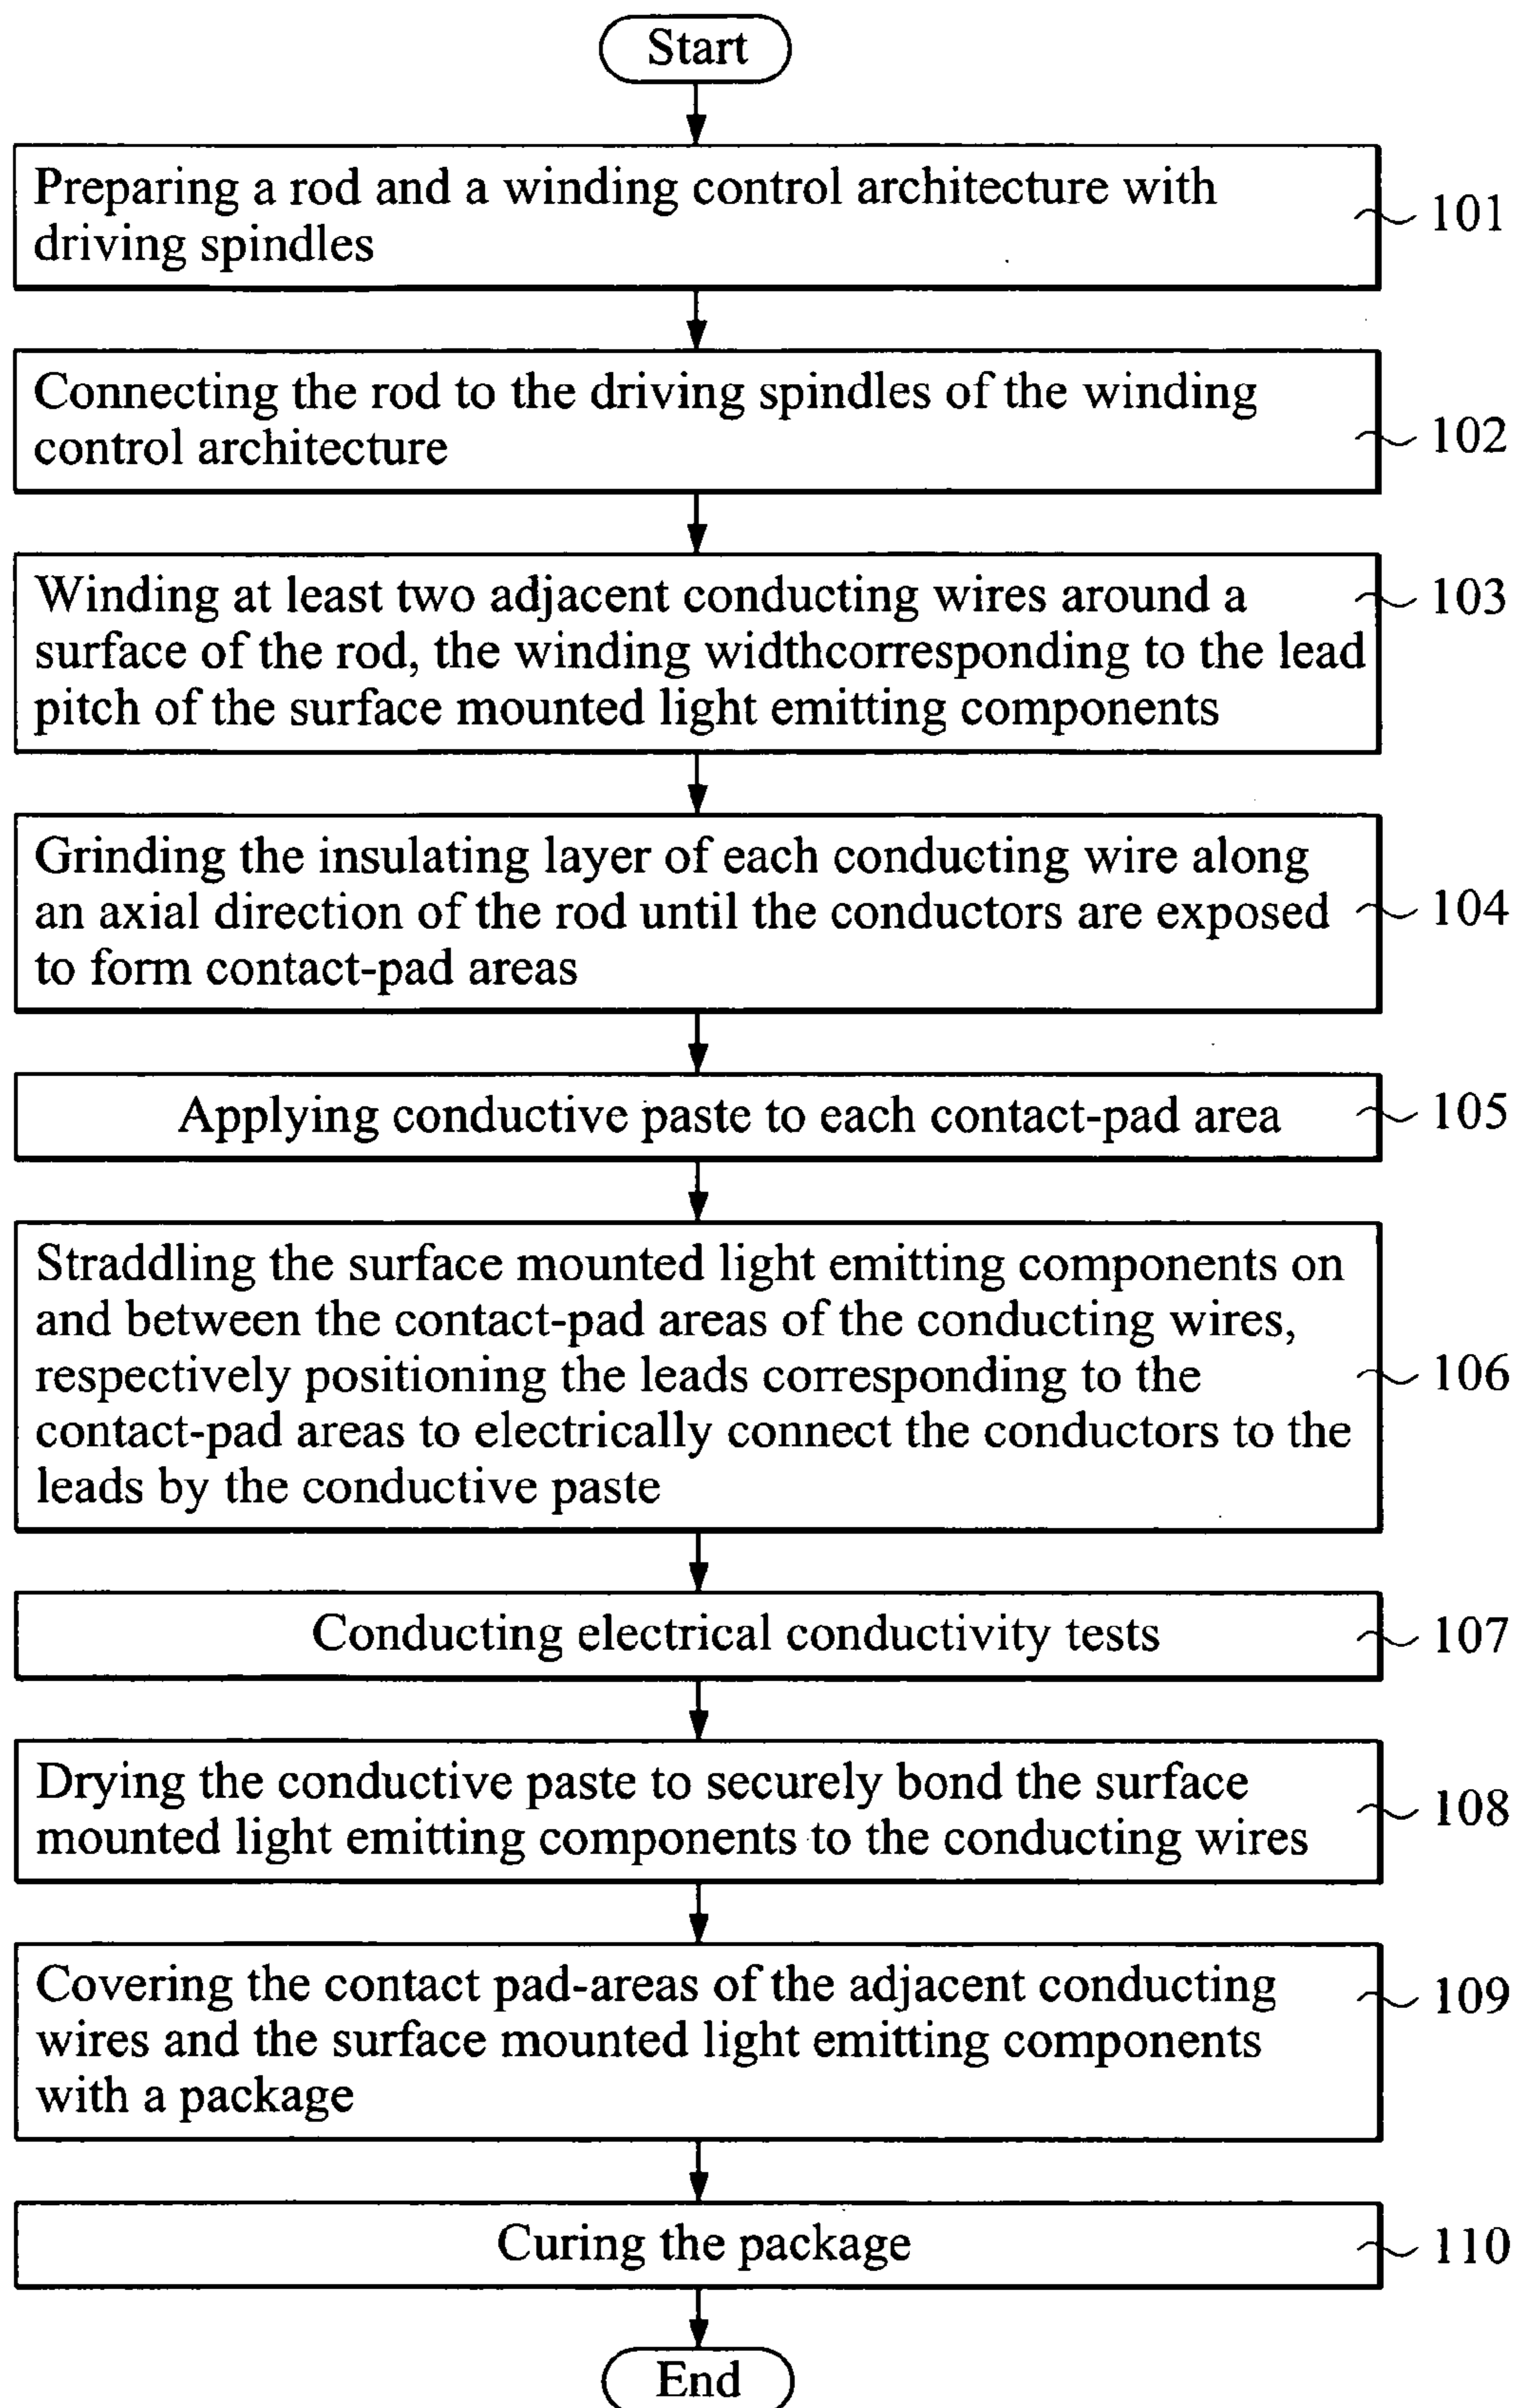 Start
Preparing a rod and a winding control architecture with
driving spindles
101
Connecting the rod to the driving spindles of the winding
control architecture
102
Winding at least two adjacent conducting wires around a
surface of the rod, the winding widthcorresponding to the lead
pitch of the surface mounted light emitting components
103
Grinding the insulating layer of each conducting wire along
an axial direction of the rod until the conductors are exposed
to form contact-pad areas
104
Applying conductive paste to each contact-pad area
105
Straddling the surface mounted light emitting components on
and between the contact-pad areas of the conducting wires,
respectively positioning the leads corresponding to the
contact-pad areas to electrically connect the conductors to the
leads by the conductive paste
106
Conducting electrical conductivity tests
107
Drying the conductive paste to securely bond the surface
mounted light emitting components to the conducting wires
108
Covering the contact pad-areas of the adjacent conducting
wires and the surface mounted light emitting components
with a package
109
Curing the package
110
End